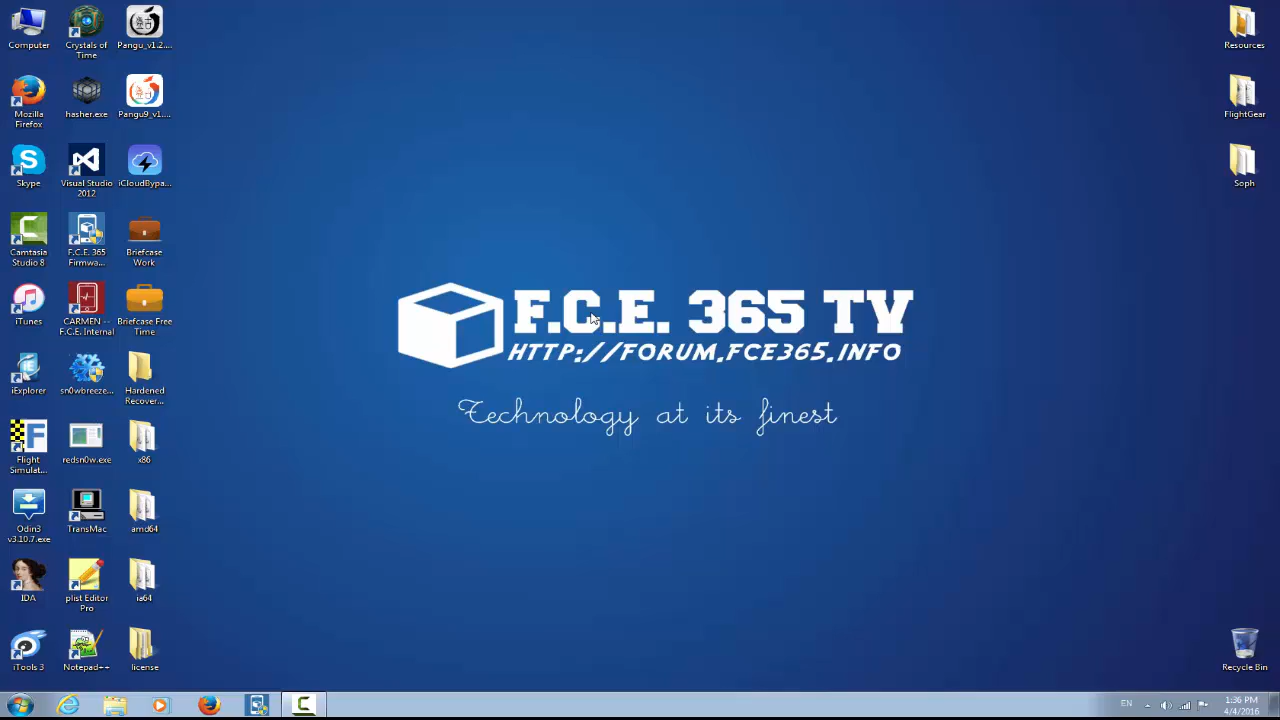 Computer
Crystals of
Time
Pangu_v1.2....
Resources
Mozilla
Firefox
hasher.exe
Pangu9_v1....
FlightGear
Skype
Visual Studio
2012
iCloudBypa...
Soph
Camtasia
Studio 8
F.C.E. 365
Firmwa...
Briefcase
Work
iTunes
CARMEN --
F.C.E. Internal
Briefcase Free
Time
F.C.E. 365 TV
HTTP://FORUM.FCE365.INFO
Technology at its finest
iExplorer
sn0wbreeze...
Hardened
Recover...
Flight
Simulat...
redsn0w.exe
x86
Odin3
v3.10.7.exe
TransMac
amd64
IDA
plist Editor
Pro
ia64
iTools 3
Notepad++
license
Recycle Bin
EN
1:36 PM
4/4/2016